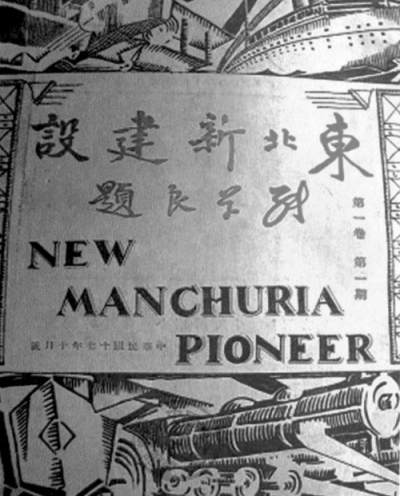 東北新建設
張學良題
第一卷 第一期
NEW
MANCHURIA
PIONEER
中華民國十七年十月號